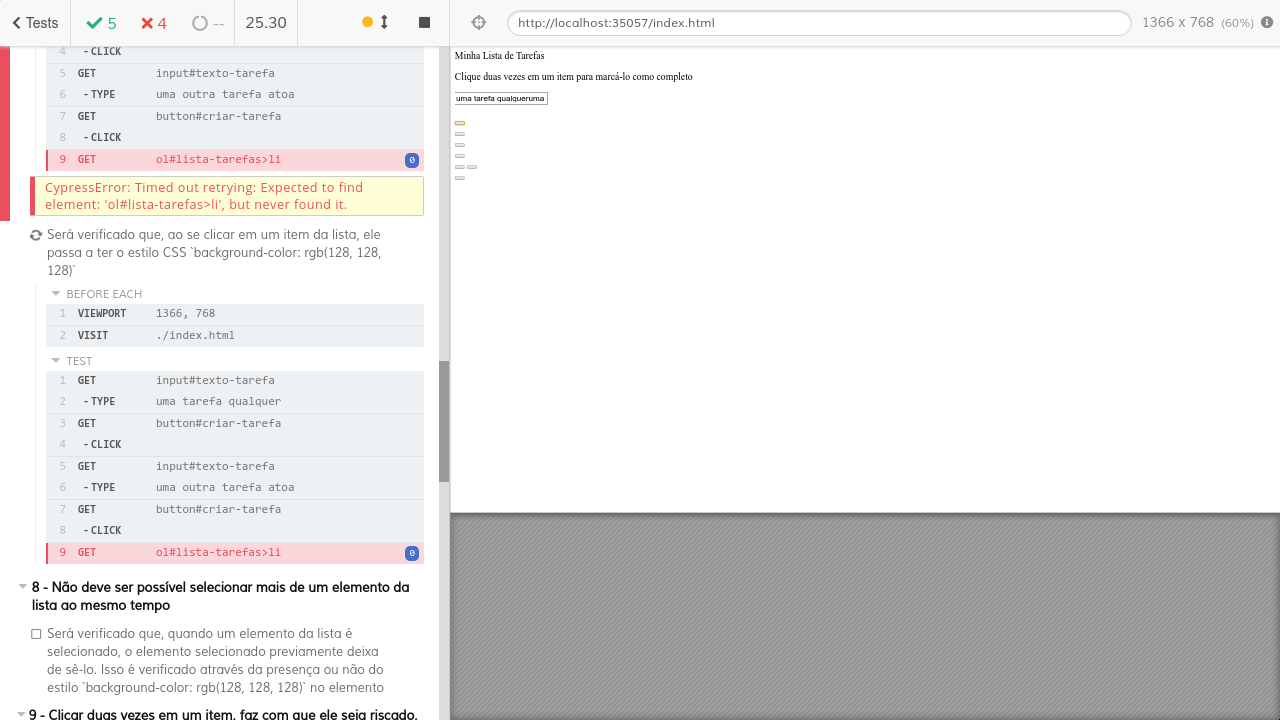 Tests
5
4
--
25.30
http://localhost:35057/index.html
1366 x 768 (60%)
4 - CLICK
5 GET input#texto-tarefa
6 - TYPE uma outra tarefa atoa
7 GET button#criar-tarefa
8 - CLICK
9 GET ol#lista-tarefas>li 0
CypressError: Timed out retrying: Expected to find
element: 'ol#lista-tarefas>li', but never found it.
Será verificado que, ao se clicar em um item da lista, ele
passa a ter o estilo CSS `background-color: rgb(128, 128,
128)`
BEFORE EACH
1 VIEWPORT 1366, 768
2 VISIT ./index.html
TEST
1 GET input#texto-tarefa
2 - TYPE uma tarefa qualquer
3 GET button#criar-tarefa
4 - CLICK
5 GET input#texto-tarefa
6 - TYPE uma outra tarefa atoa
7 GET button#criar-tarefa
8 - CLICK
9 GET ol#lista-tarefas>li 0
8 - Não deve ser possível selecionar mais de um elemento da
lista ao mesmo tempo
Será verificado que, quando um elemento da lista é
selecionado, o elemento selecionado previamente deixa
de sê-lo. Isso é verificado através da presença ou não do
estilo `background-color: rgb(128, 128, 128)` no elemento
9 - Clicar duas vezes em um item, faz com que ele seja riscado,
Minha Lista de Tarefas
Clique duas vezes em um item para marcá-lo como completo
uma tarefa qualqueruma